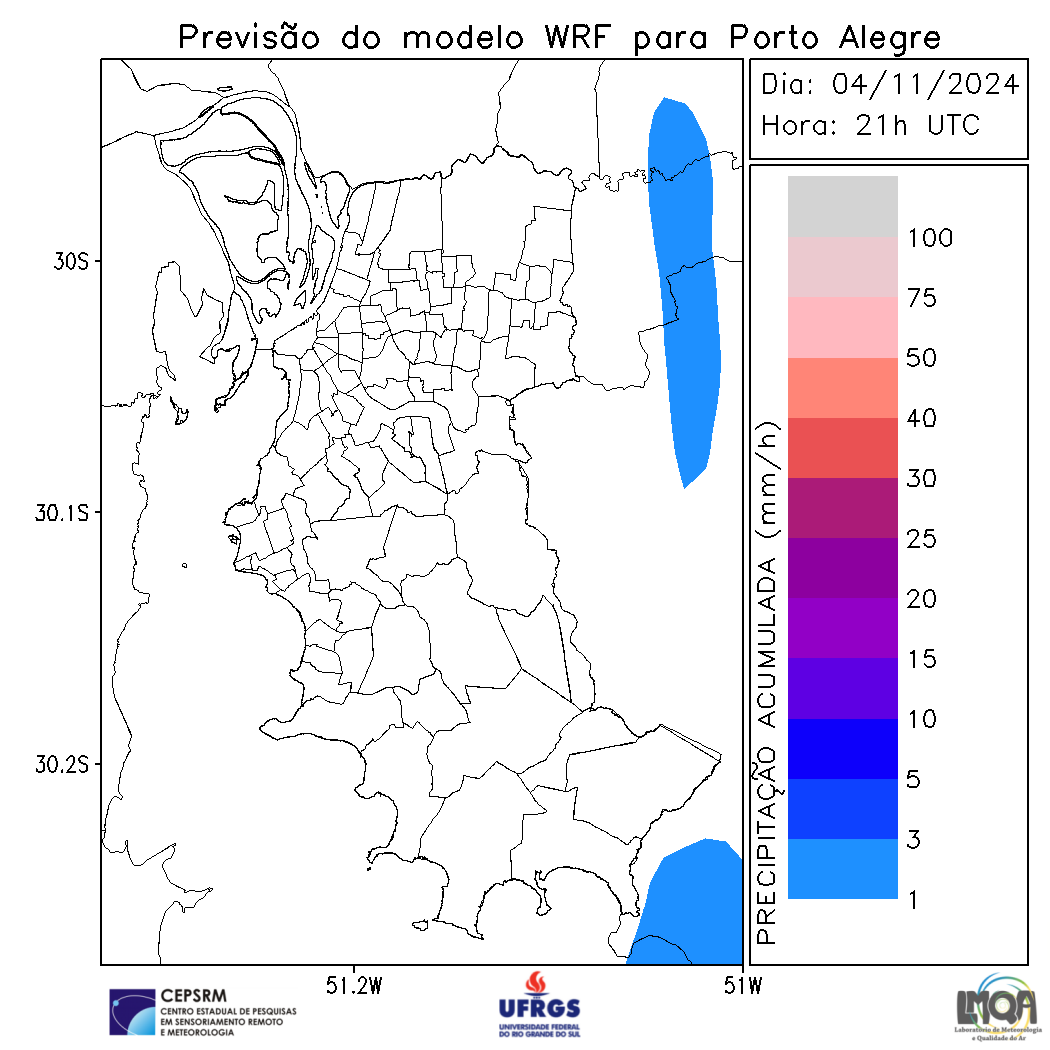 Previsão do modelo WRF para Porto Alegre
Dia: 04/11/2024
Hora: 21h UTC
30S
30.1S
30.2S
51.2W
51W
PRECIPITAÇÃO ACUMULADA (mm/h)
100
75
50
40
30
25
20
15
10
5
3
1
CEPSRM
CENTRO ESTADUAL DE PESQUISAS
EM SENSORIAMENTO REMOTO
E METEOROLOGIA
UFRGS
UNIVERSIDADE FEDERAL
DO RIO GRANDE DO SUL
LMQA
Laboratório de Meteorologia
e Qualidade do Ar